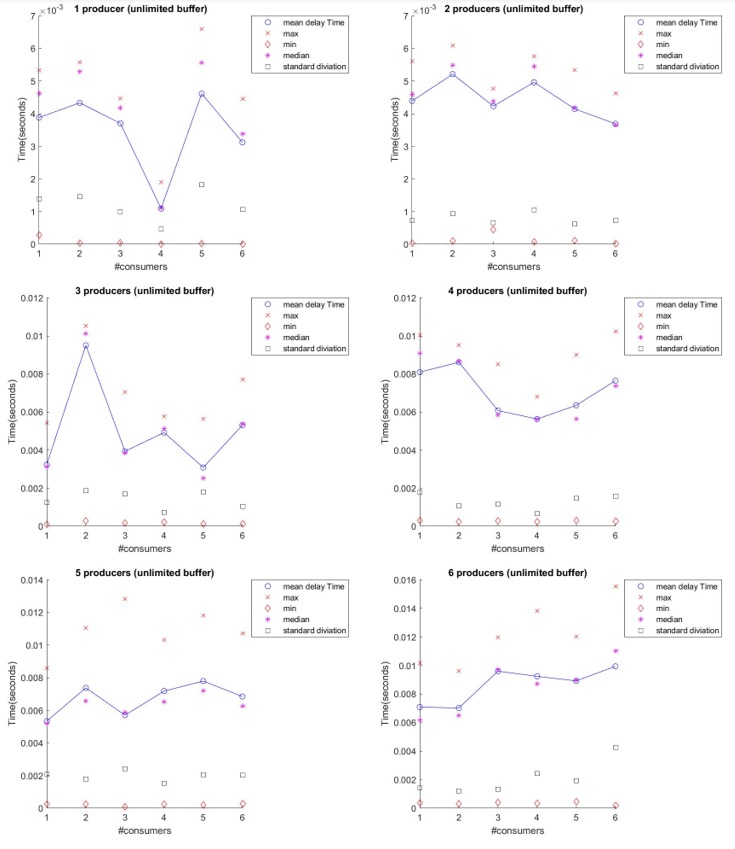 1 producer (unlimited buffer)
×10⁻³
7
6
5
4
3
2
1
0
Time(seconds)
1 2 3 4 5 6
#consumers
mean delay Time
max
min
median
standard diviation
2 producers (unlimited buffer)
×10⁻³
7
6
5
4
3
2
1
0
Time(seconds)
1 2 3 4 5 6
#consumers
mean delay Time
max
min
median
standard diviation
3 producers (unlimited buffer)
0.012
0.01
0.008
0.006
0.004
0.002
0
Time(seconds)
1 2 3 4 5 6
#consumers
mean delay Time
max
min
median
standard diviation
4 producers (unlimited buffer)
0.012
0.01
0.008
0.006
0.004
0.002
0
Time(seconds)
1 2 3 4 5 6
#consumers
mean delay Time
max
min
median
standard diviation
5 producers (unlimited buffer)
0.014
0.012
0.01
0.008
0.006
0.004
0.002
0
Time(seconds)
1 2 3 4 5 6
#consumers
mean delay Time
max
min
median
standard diviation
6 producers (unlimited buffer)
0.016
0.014
0.012
0.01
0.008
0.006
0.004
0.002
0
Time(seconds)
1 2 3 4 5 6
#consumers
mean delay Time
max
min
median
standard diviation